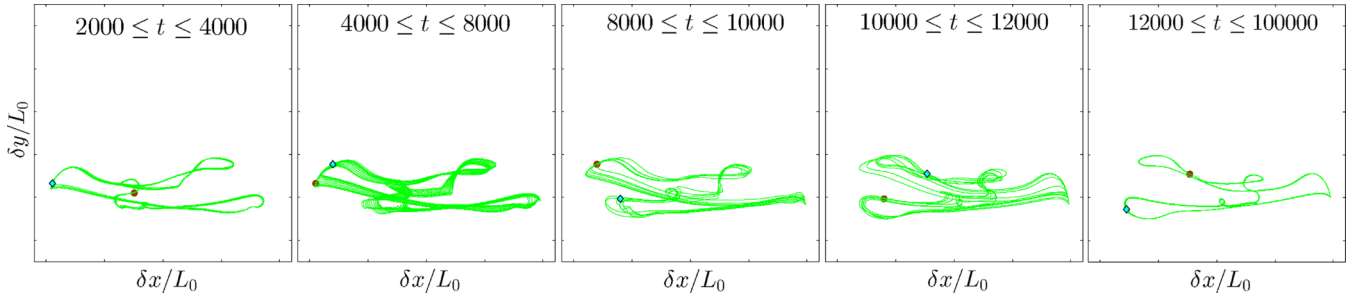 2000 ≤ t ≤ 4000
4000 ≤ t ≤ 8000
8000 ≤ t ≤ 10000
10000 ≤ t ≤ 12000
12000 ≤ t ≤ 100000
δy/L₀
δx/L₀
δx/L₀
δx/L₀
δx/L₀
δx/L₀